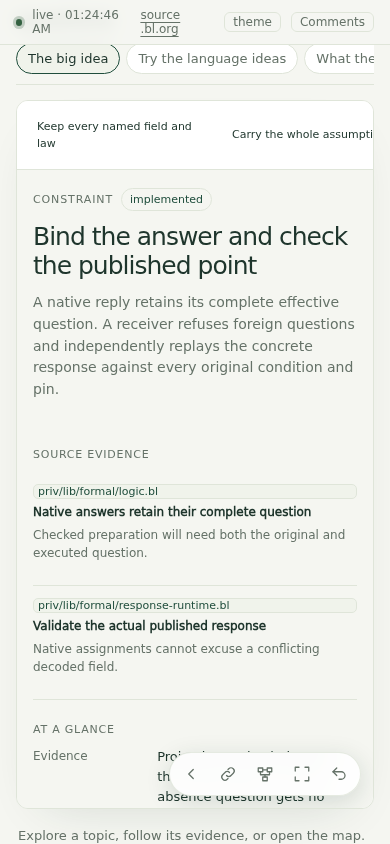 live · 01:24:46 AM
source .bl.org
theme
Comments
The big idea
Try the language ideas
What the
Keep every named field and law
Carry the whole assumpti
CONSTRAINT
implemented
Bind the answer and check
the published point
A native reply retains its complete effective
question. A receiver refuses foreign questions
and independently replays the concrete
response against every original condition and
pin.
SOURCE EVIDENCE
priv/lib/formal/logic.bl
Native answers retain their complete question
Checked preparation will need both the original and
executed question.
priv/lib/formal/response-runtime.bl
Validate the actual published response
Native assignments cannot excuse a conflicting
decoded field.
AT A GLANCE
Evidence
absence question gets no
Explore a topic, follow its evidence, or open the map.